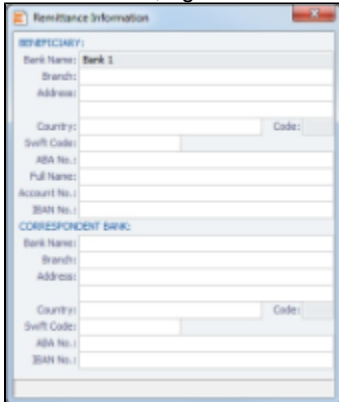 Remittance Information
BENEFICIARY:
Bank Name: Bank 1
Branch:
Address:
Country: Code:
Swift Code:
ABA No.:
Full Name:
Account No.:
IBAN No.:
CORRESPONDENT BANK:
Bank Name:
Branch:
Address:
Country: Code:
Swift Code:
ABA No.:
IBAN No.: